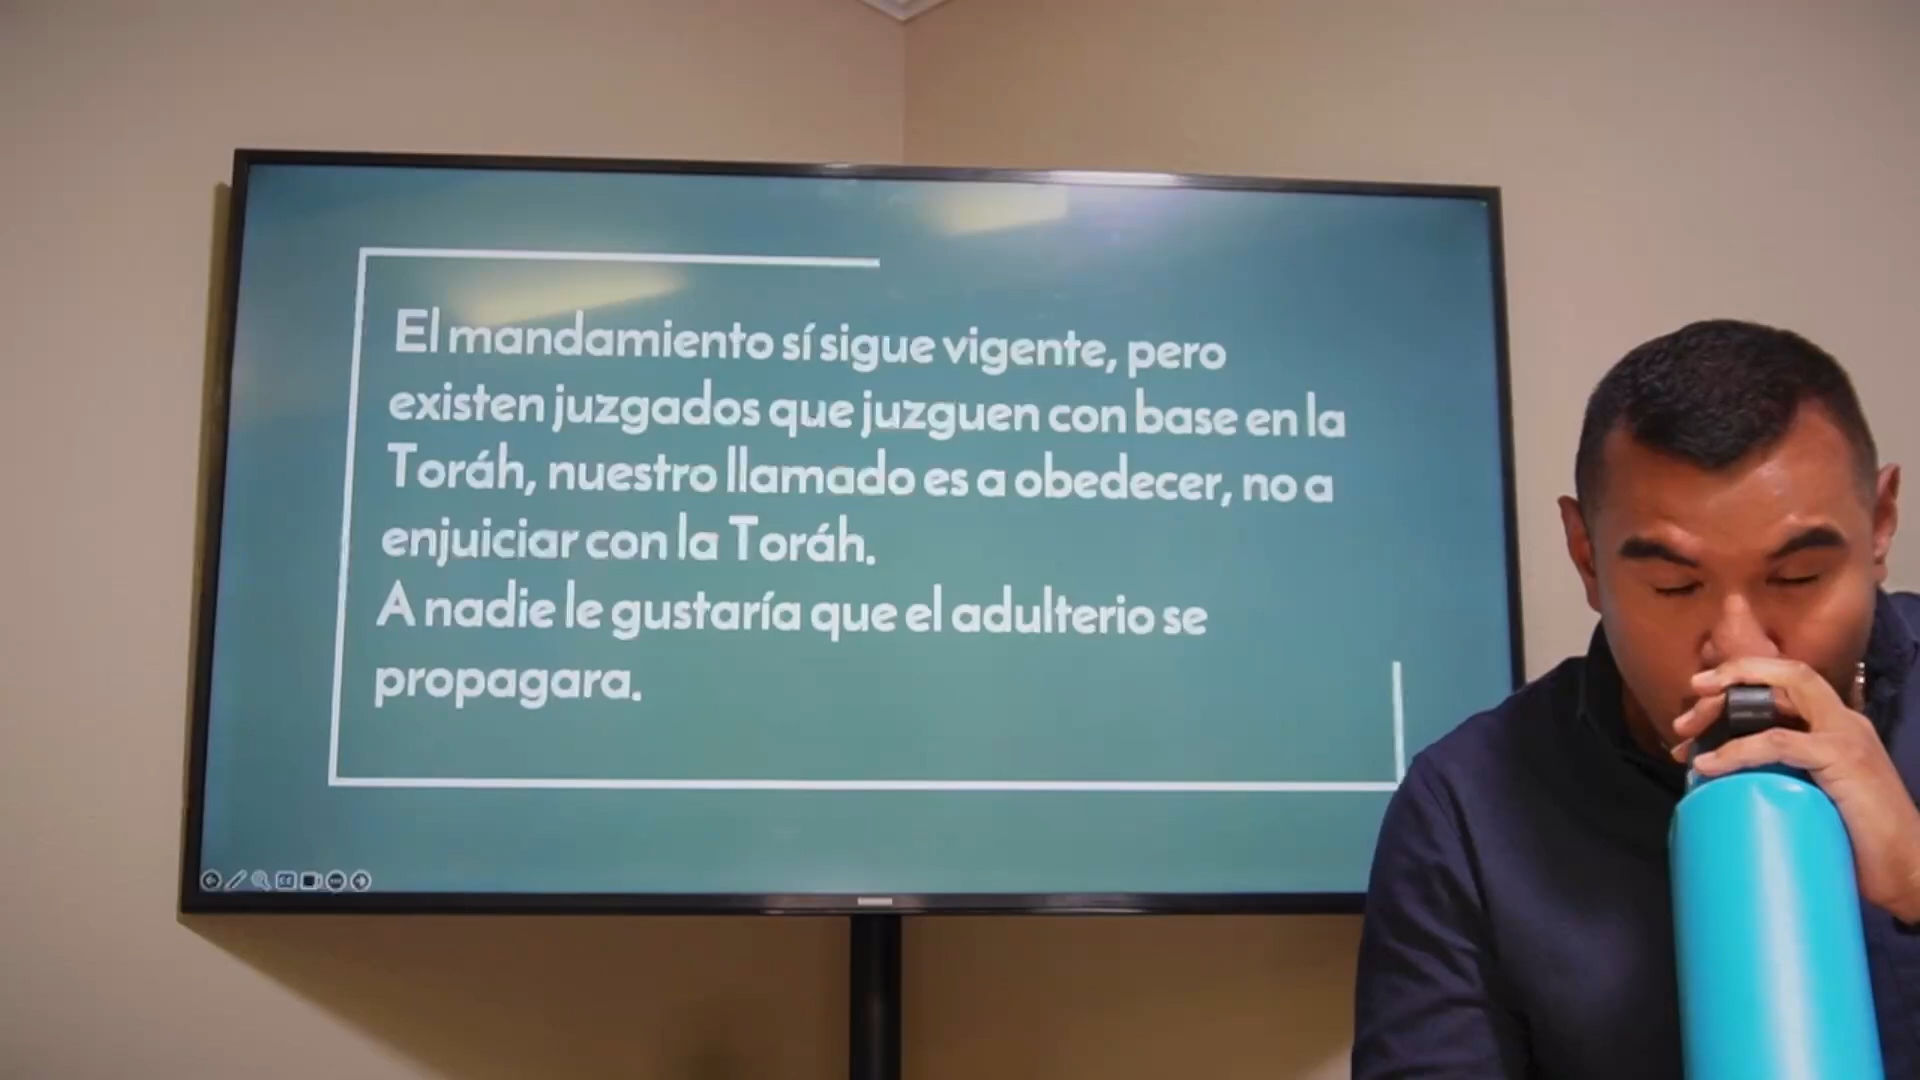 El mandamiento sí sigue vigente, pero
existen juzgados que juzguen con base en la
Toráh, nuestro llamado es a obedecer, no a
enjuiciar con la Toráh.
A nadie le gustaría que el adulterio se
propagara.